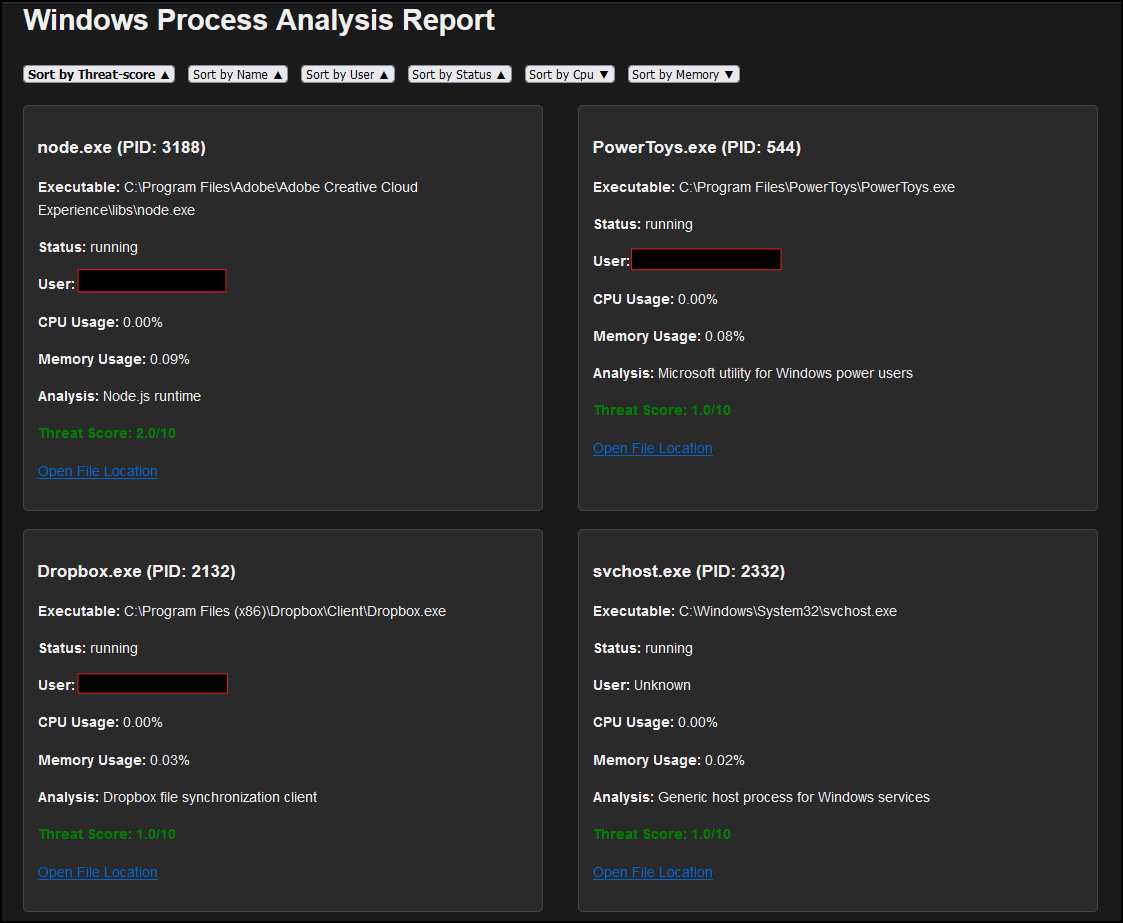 Windows Process Analysis Report
Sort by Threat-score ▲ Sort by Name ▲ Sort by User ▲ Sort by Status ▲ Sort by Cpu ▼ Sort by Memory ▼
node.exe (PID: 3188)
Executable: C:\Program Files\Adobe\Adobe Creative Cloud
Experience\libs\node.exe
Status: running
User:
CPU Usage: 0.00%
Memory Usage: 0.09%
Analysis: Node.js runtime
Threat Score: 2.0/10
Open File Location
PowerToys.exe (PID: 544)
Executable: C:\Program Files\PowerToys\PowerToys.exe
Status: running
User:
CPU Usage: 0.00%
Memory Usage: 0.08%
Analysis: Microsoft utility for Windows power users
Threat Score: 1.0/10
Open File Location
Dropbox.exe (PID: 2132)
Executable: C:\Program Files (x86)\Dropbox\Client\Dropbox.exe
Status: running
User:
CPU Usage: 0.00%
Memory Usage: 0.03%
Analysis: Dropbox file synchronization client
Threat Score: 1.0/10
Open File Location
svchost.exe (PID: 2332)
Executable: C:\Windows\System32\svchost.exe
Status: running
User: Unknown
CPU Usage: 0.00%
Memory Usage: 0.02%
Analysis: Generic host process for Windows services
Threat Score: 1.0/10
Open File Location